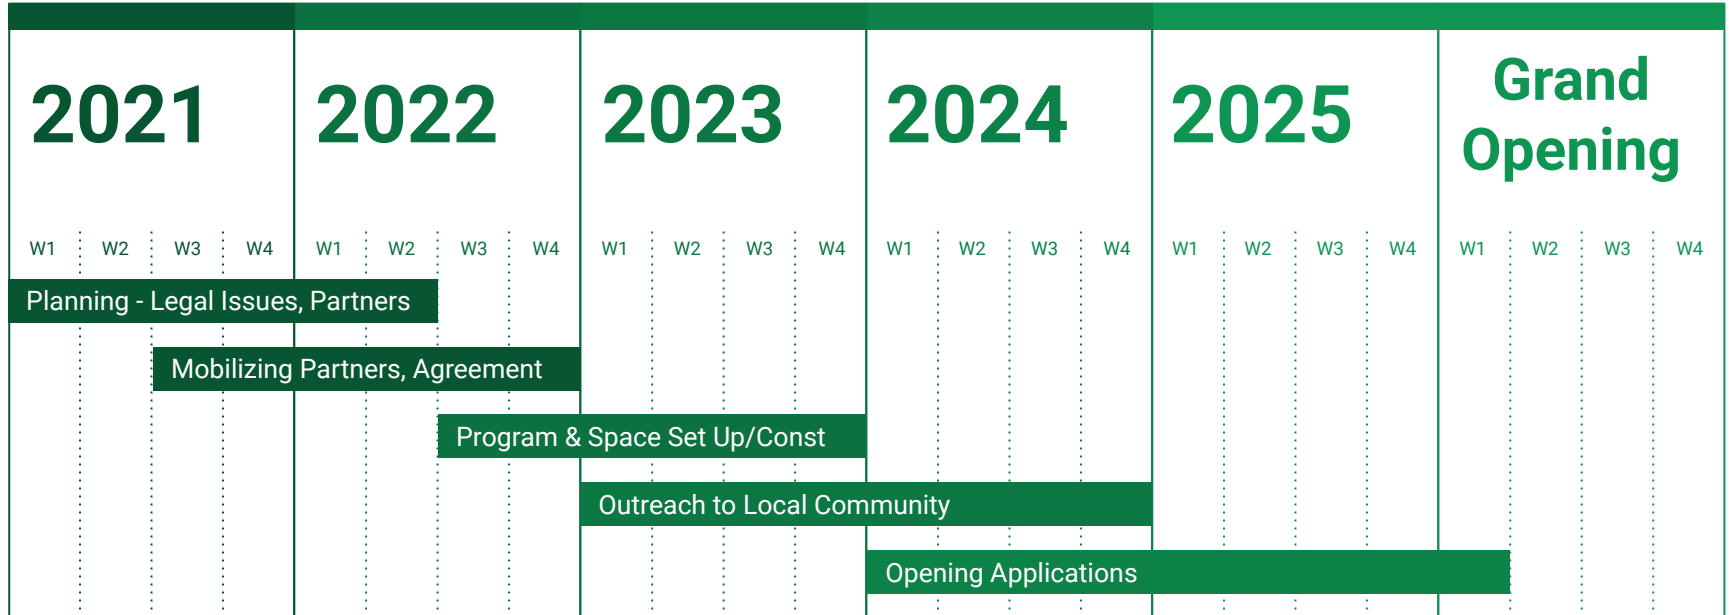 2021 2022 2023 2024 2025 Grand
Opening
W1 W2 W3 W4 W1 W2 W3 W4 W1 W2 W3 W4 W1 W2 W3 W4 W1 W2 W3 W4 W1 W2 W3 W4
Planning - Legal Issues, Partners
Mobilizing Partners, Agreement
Program & Space Set Up/Const
Outreach to Local Community
Opening Applications